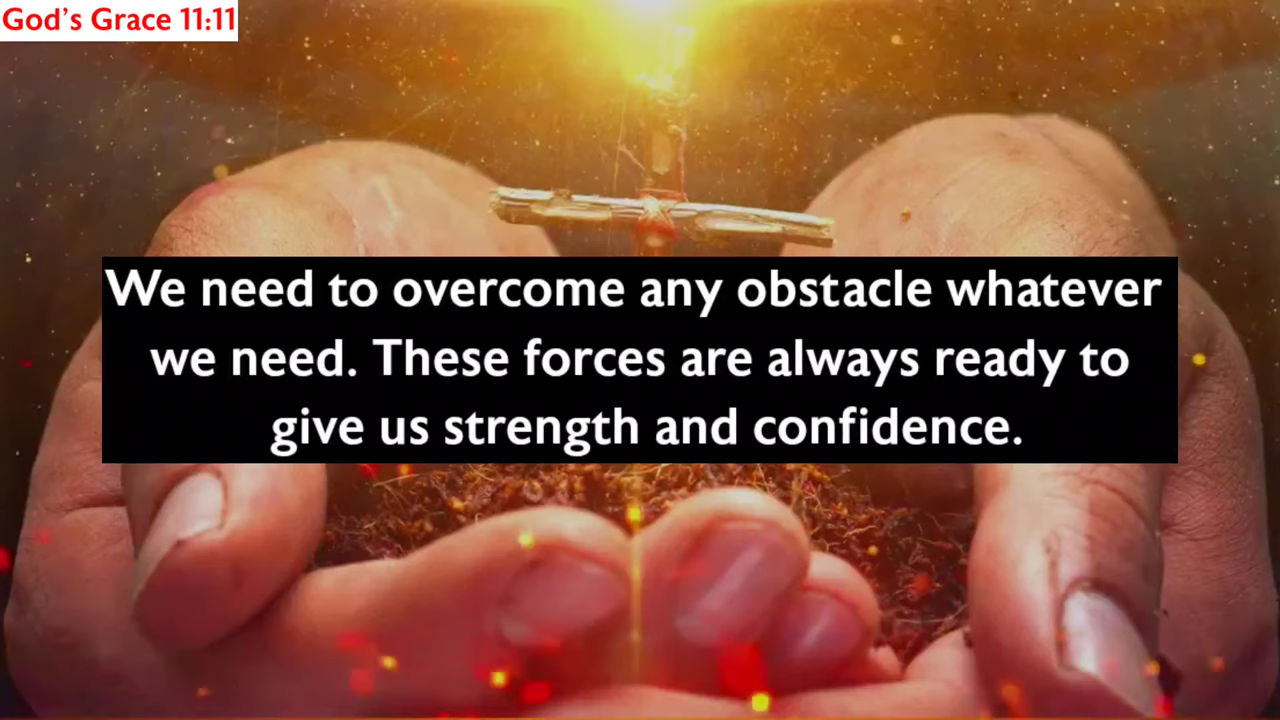 God's Grace 11:11
We need to overcome any obstacle whatever
we need. These forces are always ready to
give us strength and confidence.